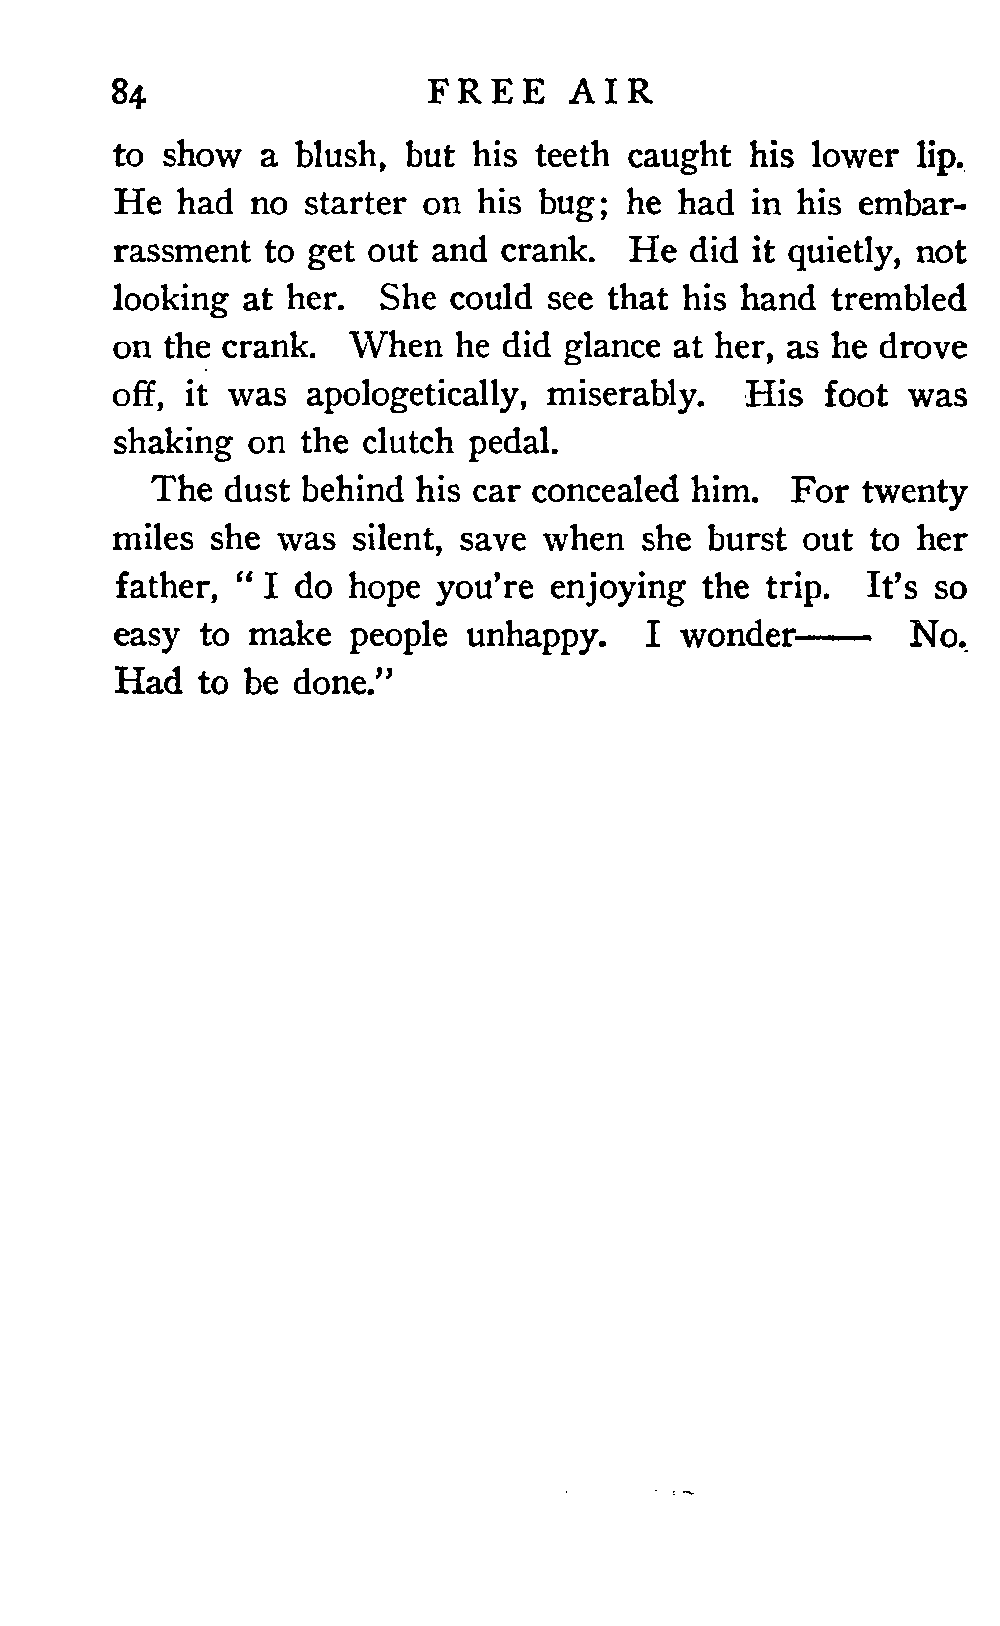 84 FREE AIR
to show a blush, but his teeth caught his lower lip.
He had no starter on his bug; he had in his embar-
rassment to get out and crank. He did it quietly, not
looking at her. She could see that his hand trembled
on the crank. When he did glance at her, as he drove
off, it was apologetically, miserably. His foot was
shaking on the clutch pedal.
The dust behind his car concealed him. For twenty
miles she was silent, save when she burst out to her
father, " I do hope you're enjoying the trip. It's so
easy to make people unhappy. I wonder—— No.
Had to be done."